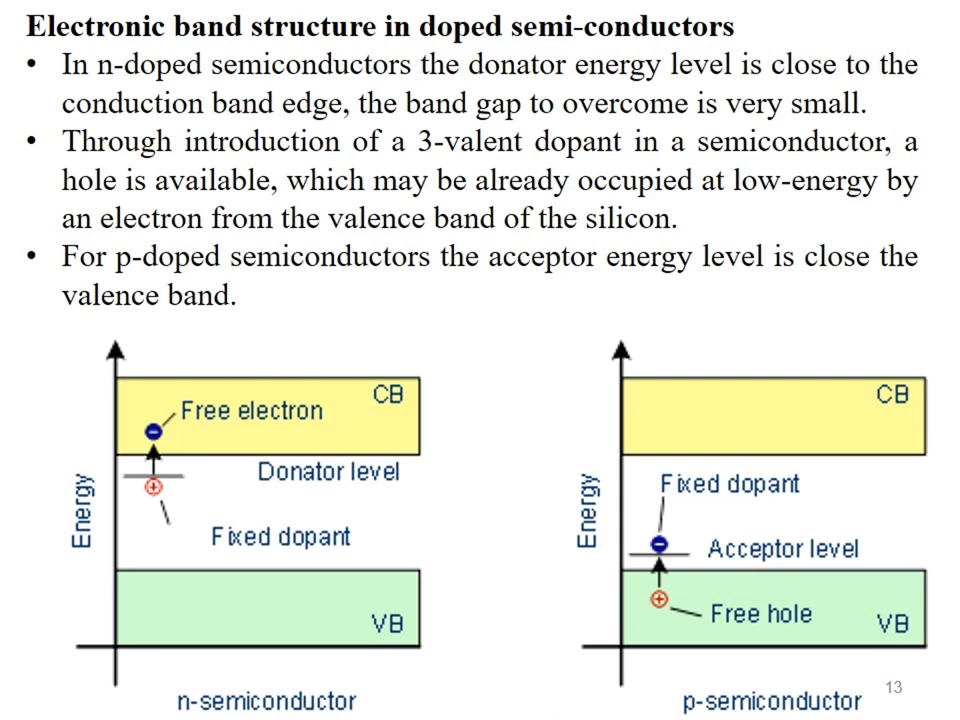 Electronic band structure in doped semi-conductors
• In n-doped semiconductors the donator energy level is close to the
conduction band edge, the band gap to overcome is very small.
• Through introduction of a 3-valent dopant in a semiconductor, a
hole is available, which may be already occupied at low-energy by
an electron from the valence band of the silicon.
• For p-doped semiconductors the acceptor energy level is close the
valence band.
CB
Free electron
Donator level
Fixed dopant
Energy
VB
n-semiconductor
CB
Fixed dopant
Acceptor level
Energy
Free hole
VB
p-semiconductor
13